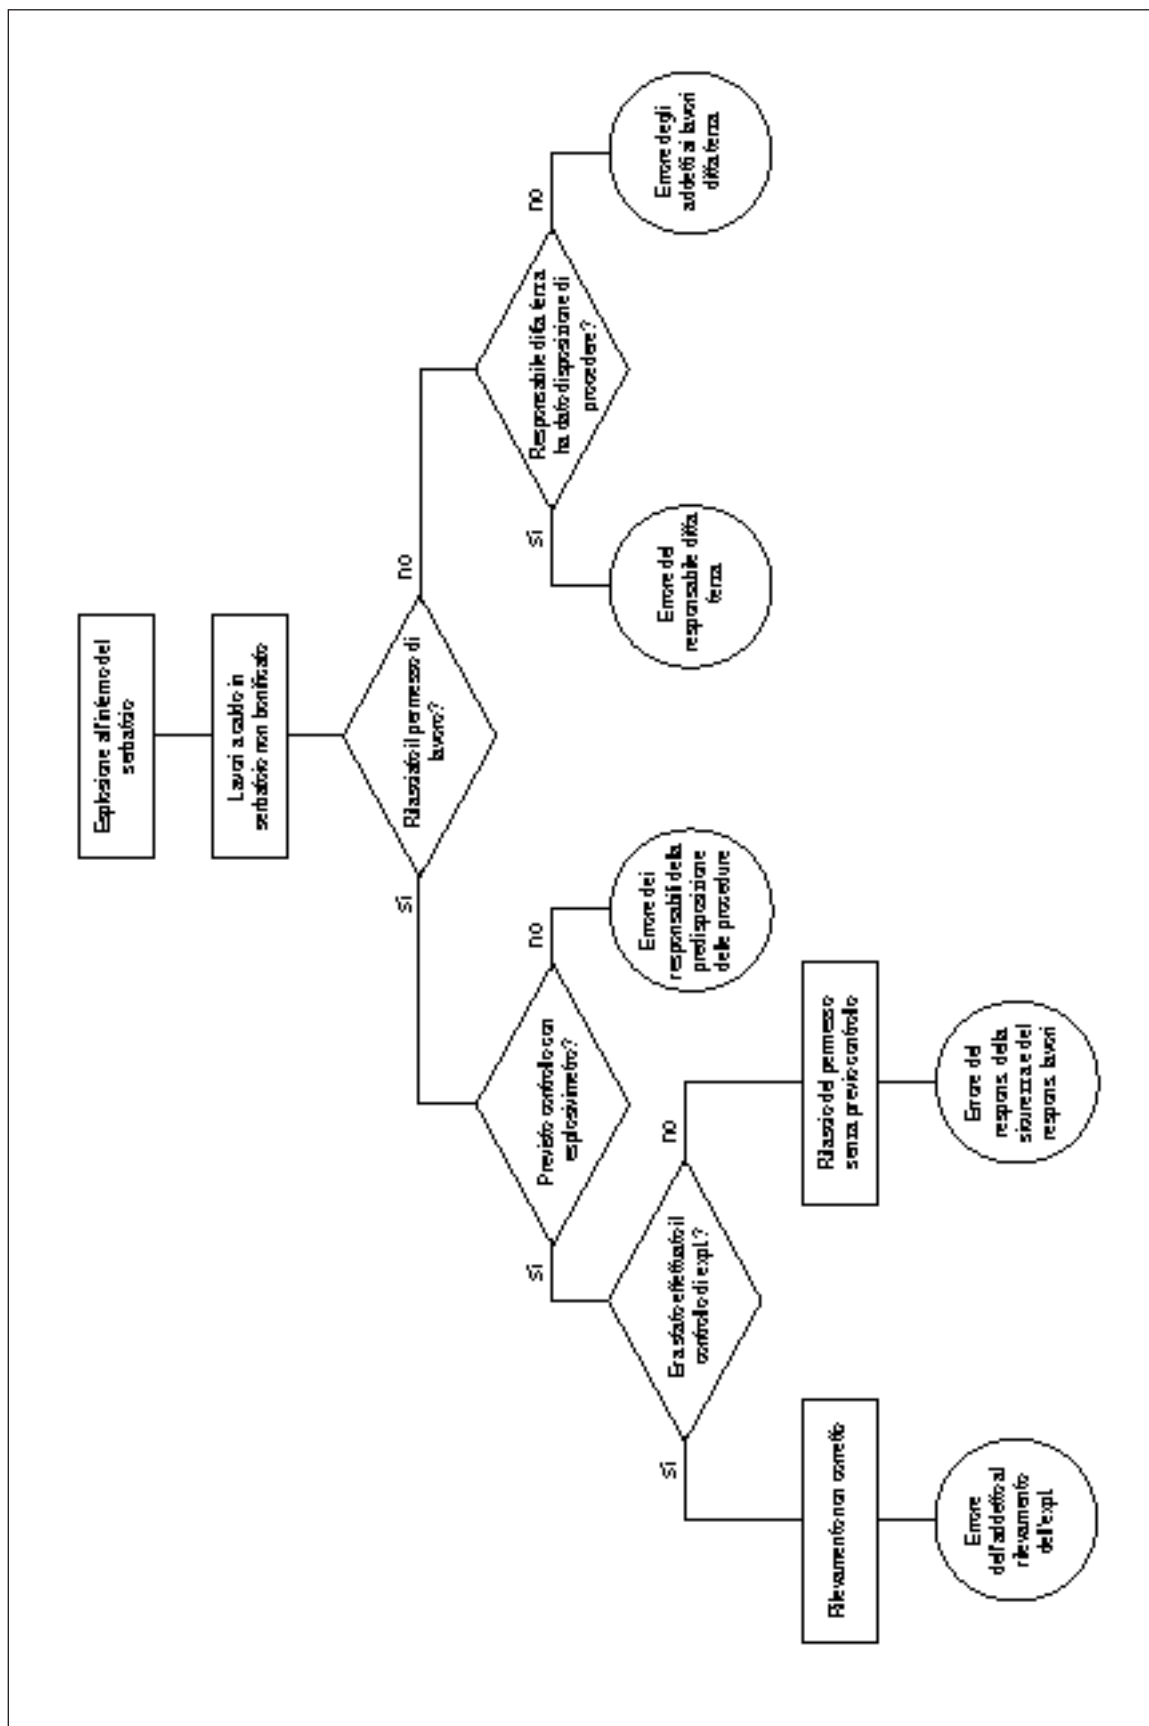 Esplosione all'interno del
serbatoio
Lavori a caldo in
serbatoio non bonificato
Rilasciato il permesso di
lavoro?
sì
no
Previsto controllo con
esplosivimetro?
Responsabile ditta terza
ha dato disposizione di
procedere?
sì
no
sì
no
Era stato effettuato il
controllo di expl.?
Errore dei
responsabili della
predisposizione
delle procedure
Errore del
responsabile ditta
terza
Errore degli
addetti ai lavori
ditta terza
sì
no
Rilevamento non corretto
Rilascio del permesso
senza previo controllo
Errore
dell'addetto al
rilevamento
dell'expl.
Errore del
respons. della
sicurezza e del
respons. lavori